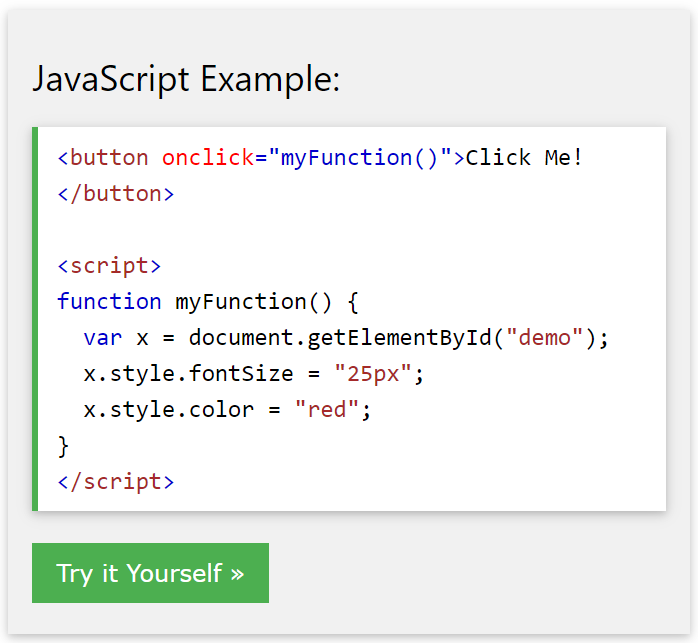 JavaScript Example:
<button onclick="myFunction()">Click Me!
</button>
<script>
function myFunction() {
  var x = document.getElementById("demo");
  x.style.fontSize = "25px";
  x.style.color = "red";
}
</script>
Try it Yourself »